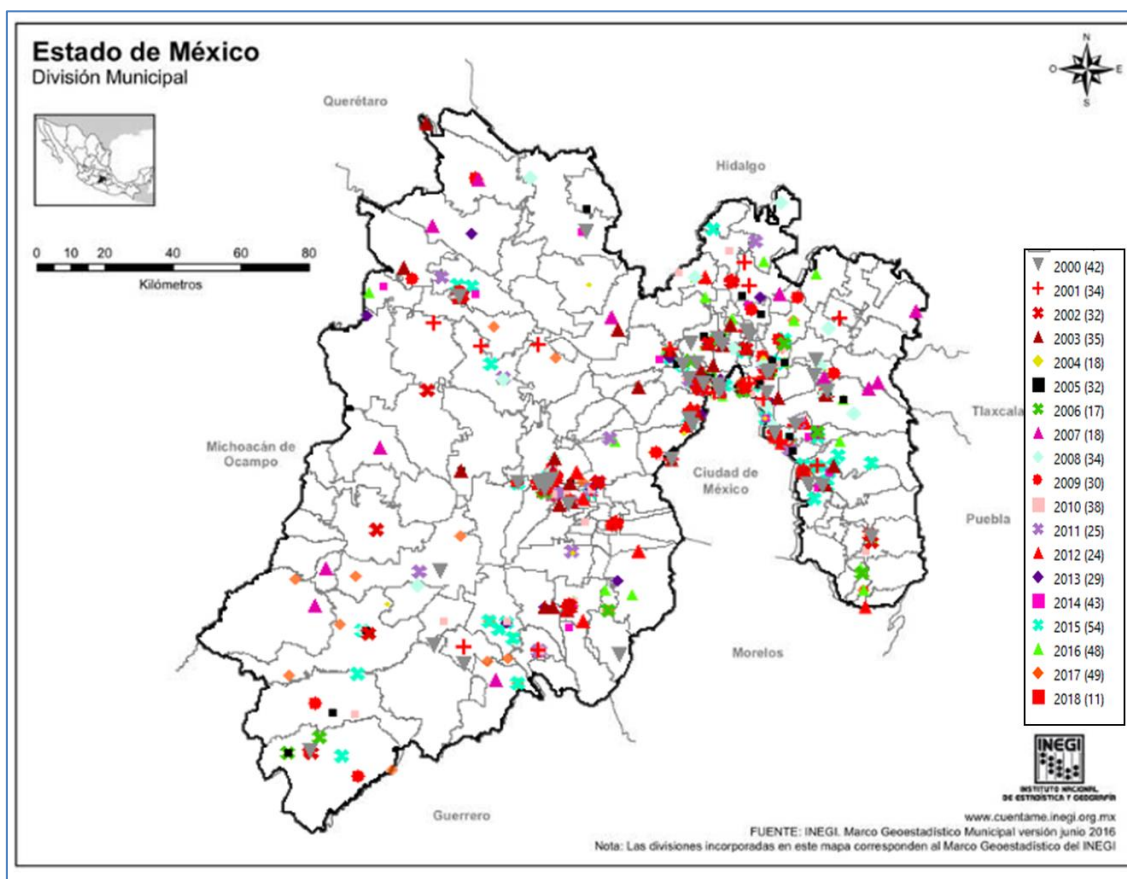 Estado de México
División Municipal
N
O
E
S
Querétaro
Hidalgo
0 10 20 40 60 80
Kilómetros
2000 (42)
2001 (34)
2002 (32)
2003 (35)
2004 (18)
2005 (32)
2006 (17)
2007 (18)
2008 (34)
2009 (30)
2010 (38)
2011 (25)
2012 (24)
2013 (29)
2014 (43)
2015 (54)
2016 (48)
2017 (49)
2018 (11)
Tlaxcala
Michoacán de
Ocampo
Ciudad de
México
Puebla
Morelos
Guerrero
INEGI
INSTITUTO NACIONAL
DE ESTADÍSTICA Y GEOGRAFÍA
www.cuentame.inegi.org.mx
FUENTE: INEGI. Marco Geoestadístico Municipal versión junio 2016
Nota: Las divisiones incorporadas en este mapa corresponden al Marco Geoestadístico del INEGI